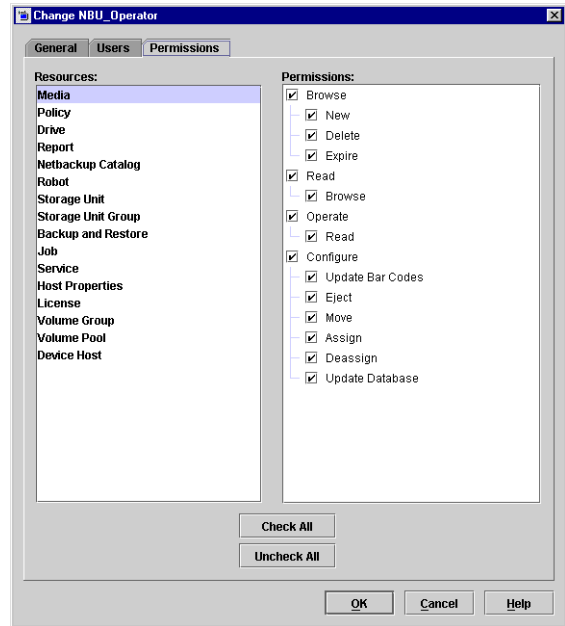 Change NBU_Operator
General Users Permissions
Resources:
Media
Policy
Drive
Report
Netbackup Catalog
Robot
Storage Unit
Storage Unit Group
Backup and Restore
Job
Service
Host Properties
License
Volume Group
Volume Pool
Device Host
Permissions:
Browse
New
Delete
Expire
Read
Browse
Operate
Read
Configure
Update Bar Codes
Eject
Move
Assign
Deassign
Update Database
Check All
Uncheck All
OK Cancel Help